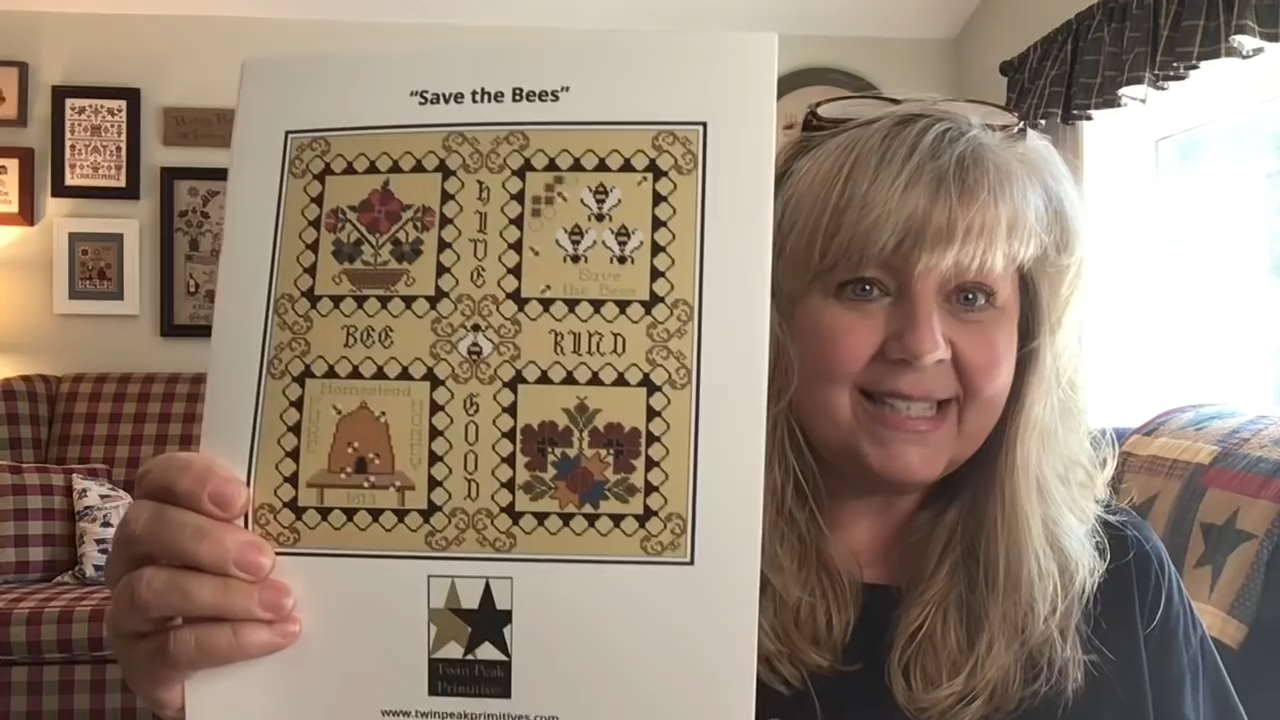 “Save the Bees”
HIVE
Save
the Bees
BEE
KIND
Homestead
PURE
HONEY
1813
GOOD
Twin Peak
Primitives
www.twinpeakprimitives.com
CHRISTMAS